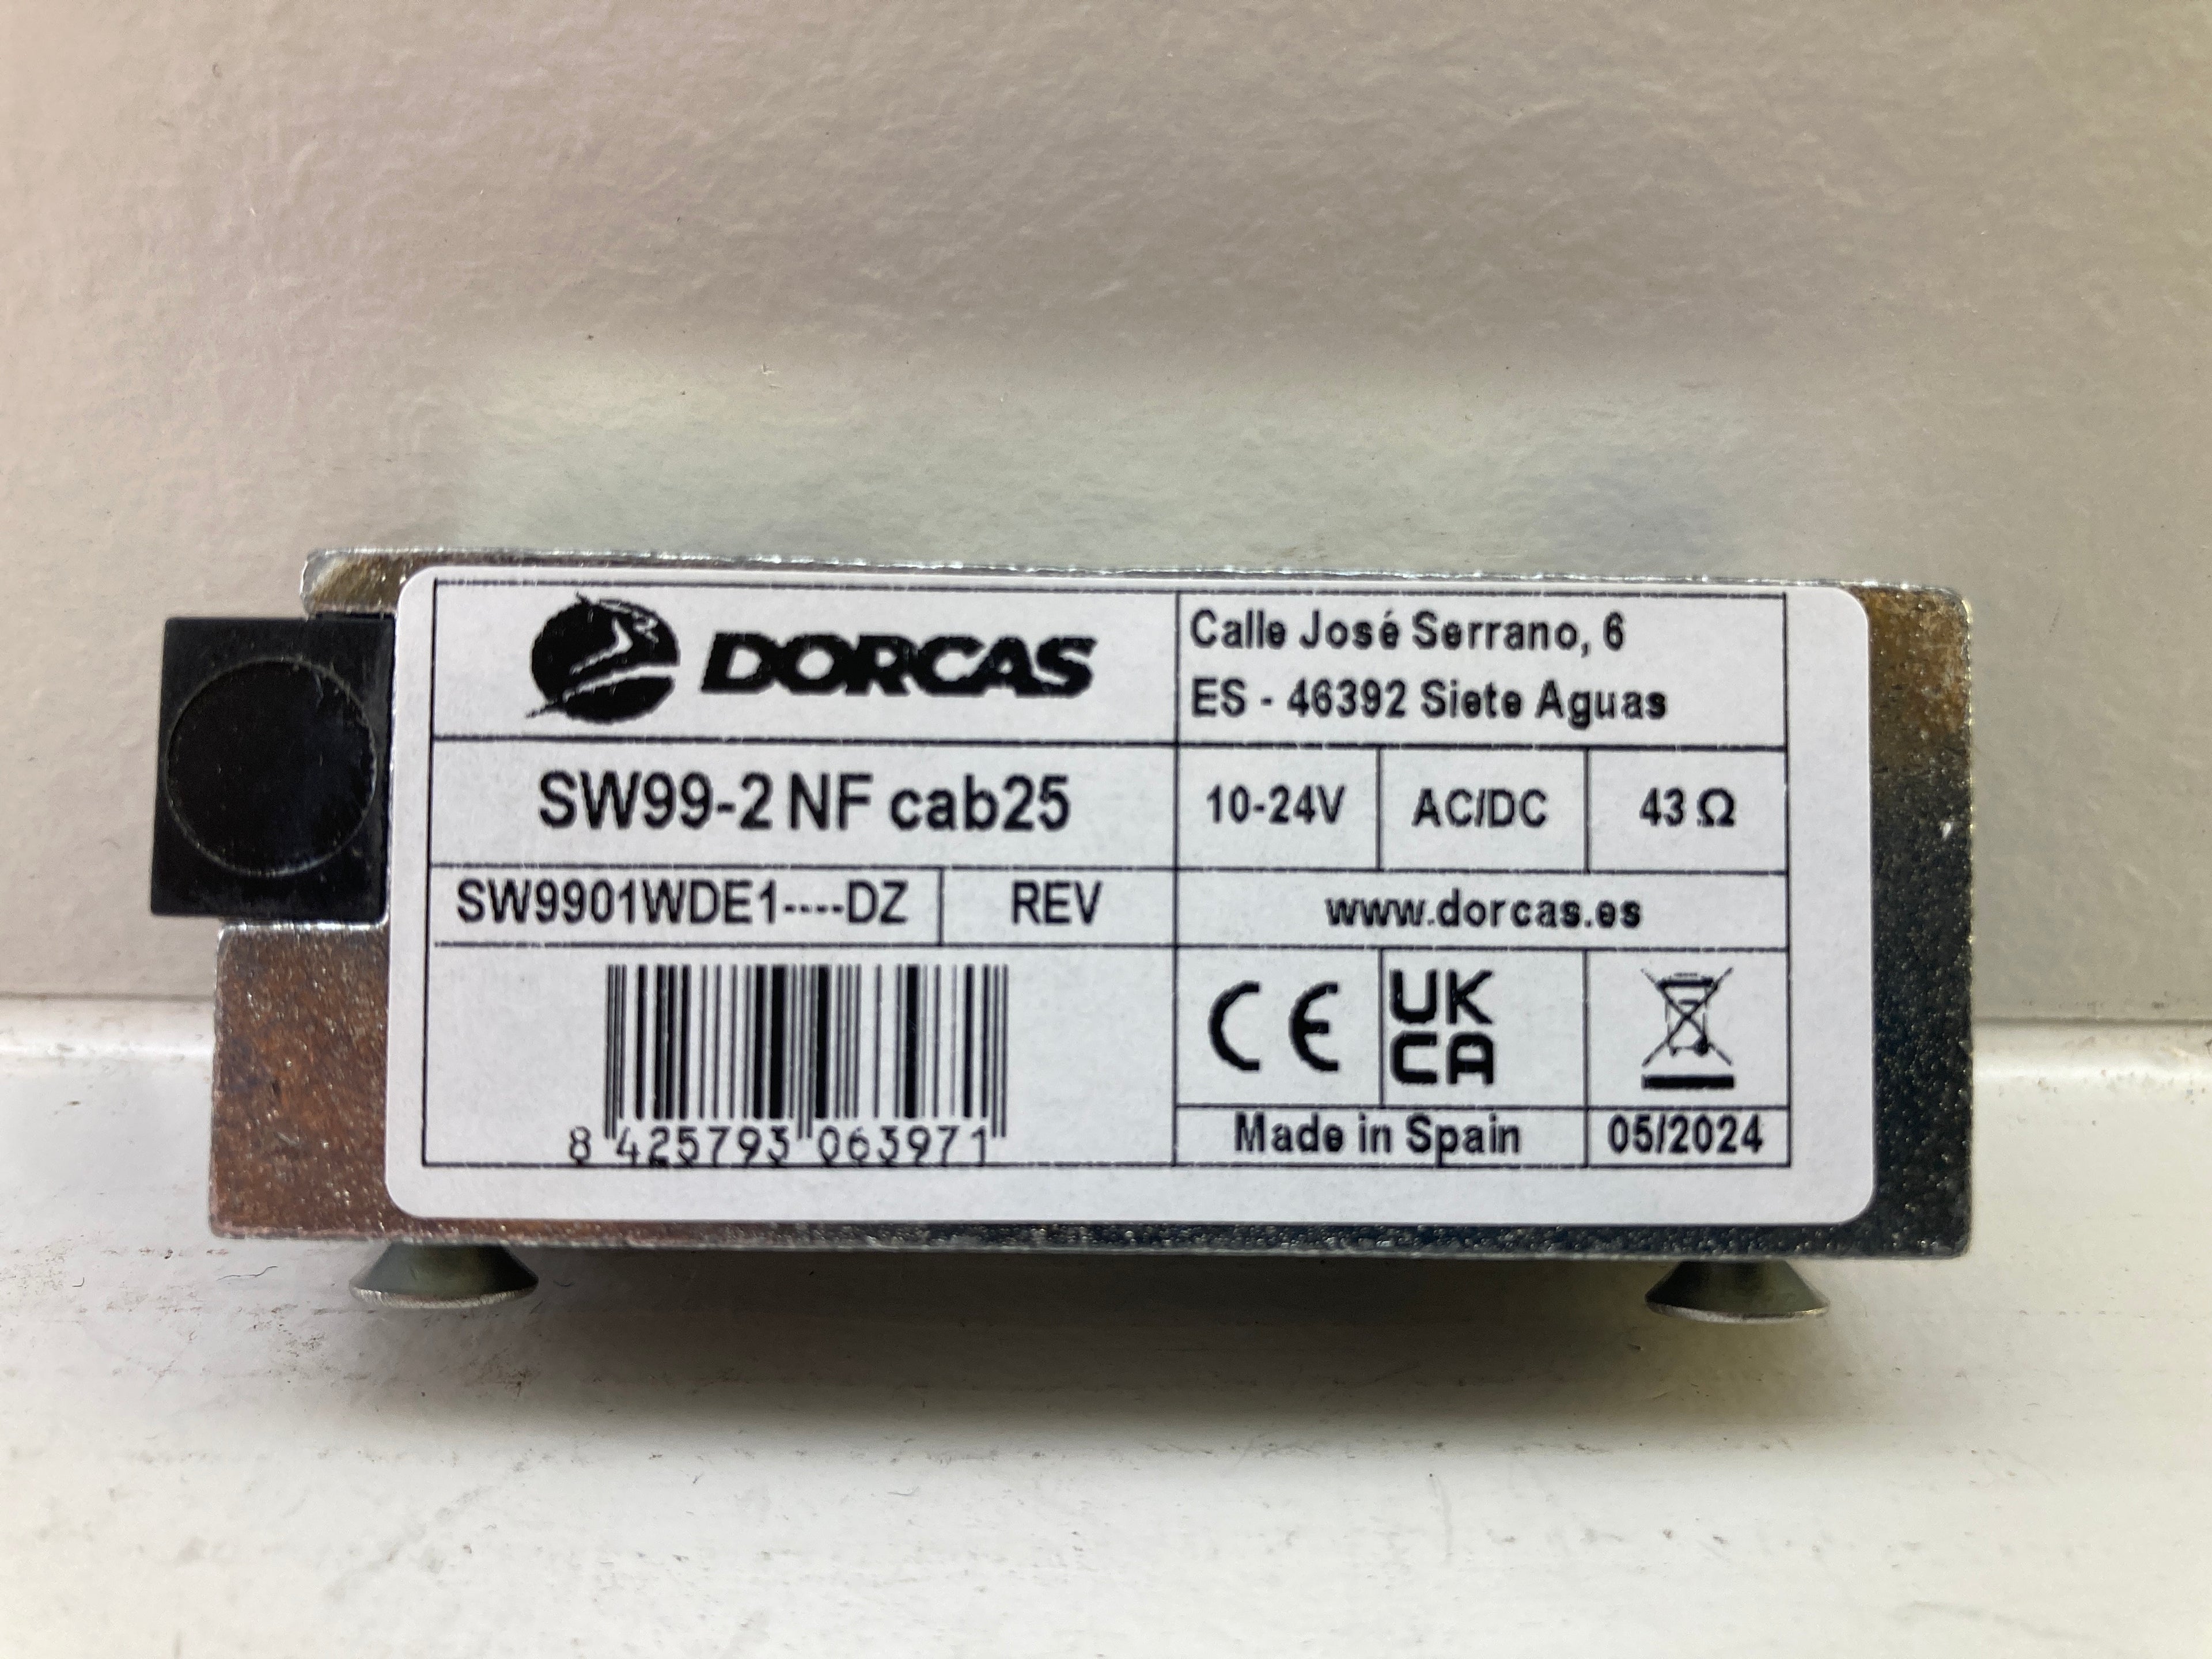 DORCAS
Calle José Serrano, 6
ES - 46392 Siete Aguas
SW99-2 NF cab25
10-24V
AC/DC
43 Ω
SW9901WDE1----DZ
REV
www.dorcas.es
CE
UK
CA
8 425793 063971
Made in Spain
05/2024